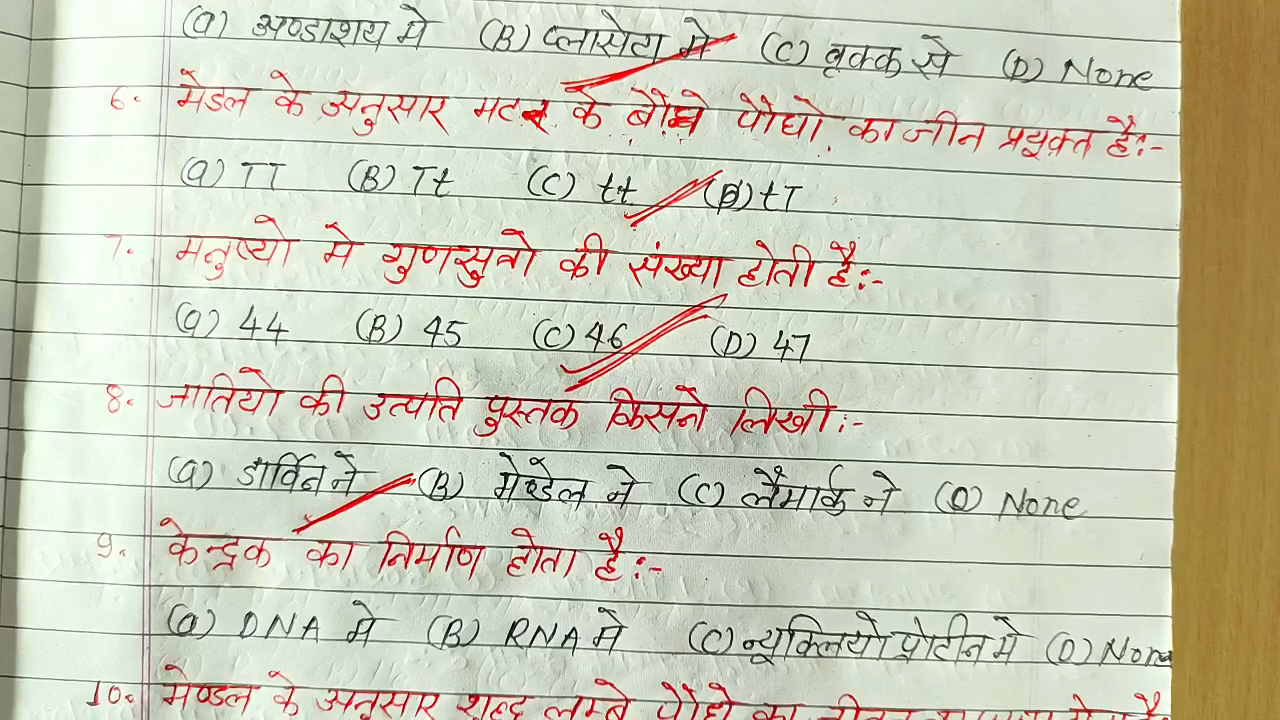 (a) अण्डाशय मे (B) प्लासेंटा मे (C) वृक्क से (D) None
6. मेंडल के अनुसार मटर के बौने पौधो का जीन प्रारूप है:-
(a) TT (B) Tt (C) tt (D) tT
7. मनुष्यो मे गुणसुत्रो की संख्या होती है:-
(a) 44 (B) 45 (C) 46 (D) 47
8. जातियो की उत्पति पुस्तक किसने लिखी:-
(a) डार्विन ने (B) मेण्डेल ने (C) लैमार्क ने (D) None
9. केन्द्रक का निर्माण होता है:-
(a) DNA मे (B) RNA मे (C) न्यूक्लियो प्रोटीन मे (D) None
10. मेण्डल के अनुसार शुद्ध लम्बे पौधे का